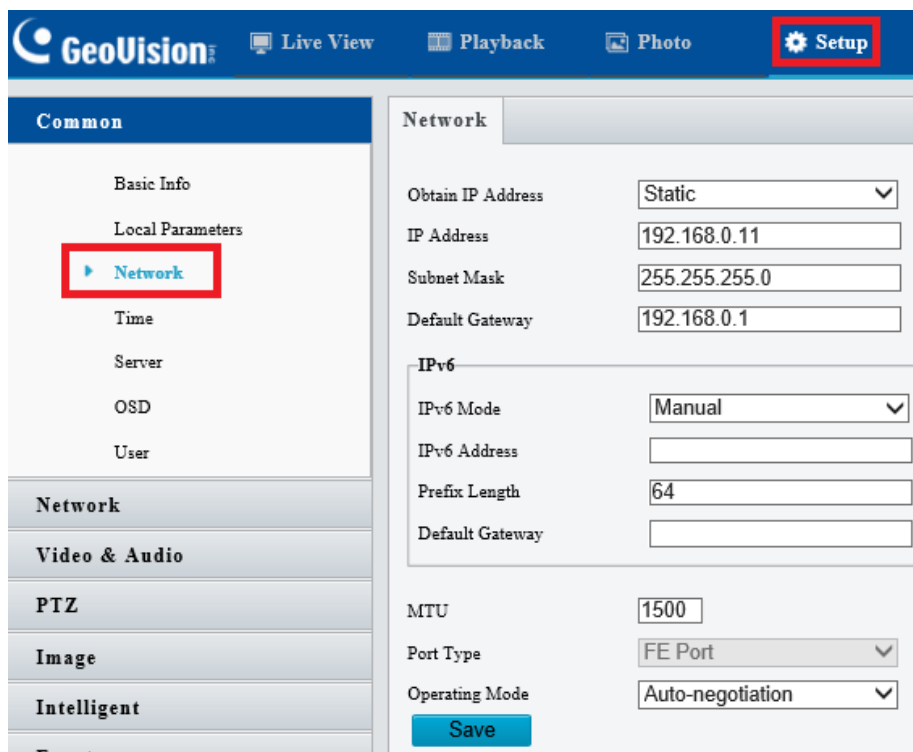 GeoVision Live View Playback Photo Setup
Common
Basic Info
Local Parameters
Network
Time
Server
OSD
User
Network
Video & Audio
PTZ
Image
Intelligent
Network
Obtain IP Address Static
IP Address 192.168.0.11
Subnet Mask 255.255.255.0
Default Gateway 192.168.0.1
IPv6
IPv6 Mode Manual
IPv6 Address
Prefix Length 64
Default Gateway
MTU 1500
Port Type FE Port
Operating Mode Auto-negotiation
Save